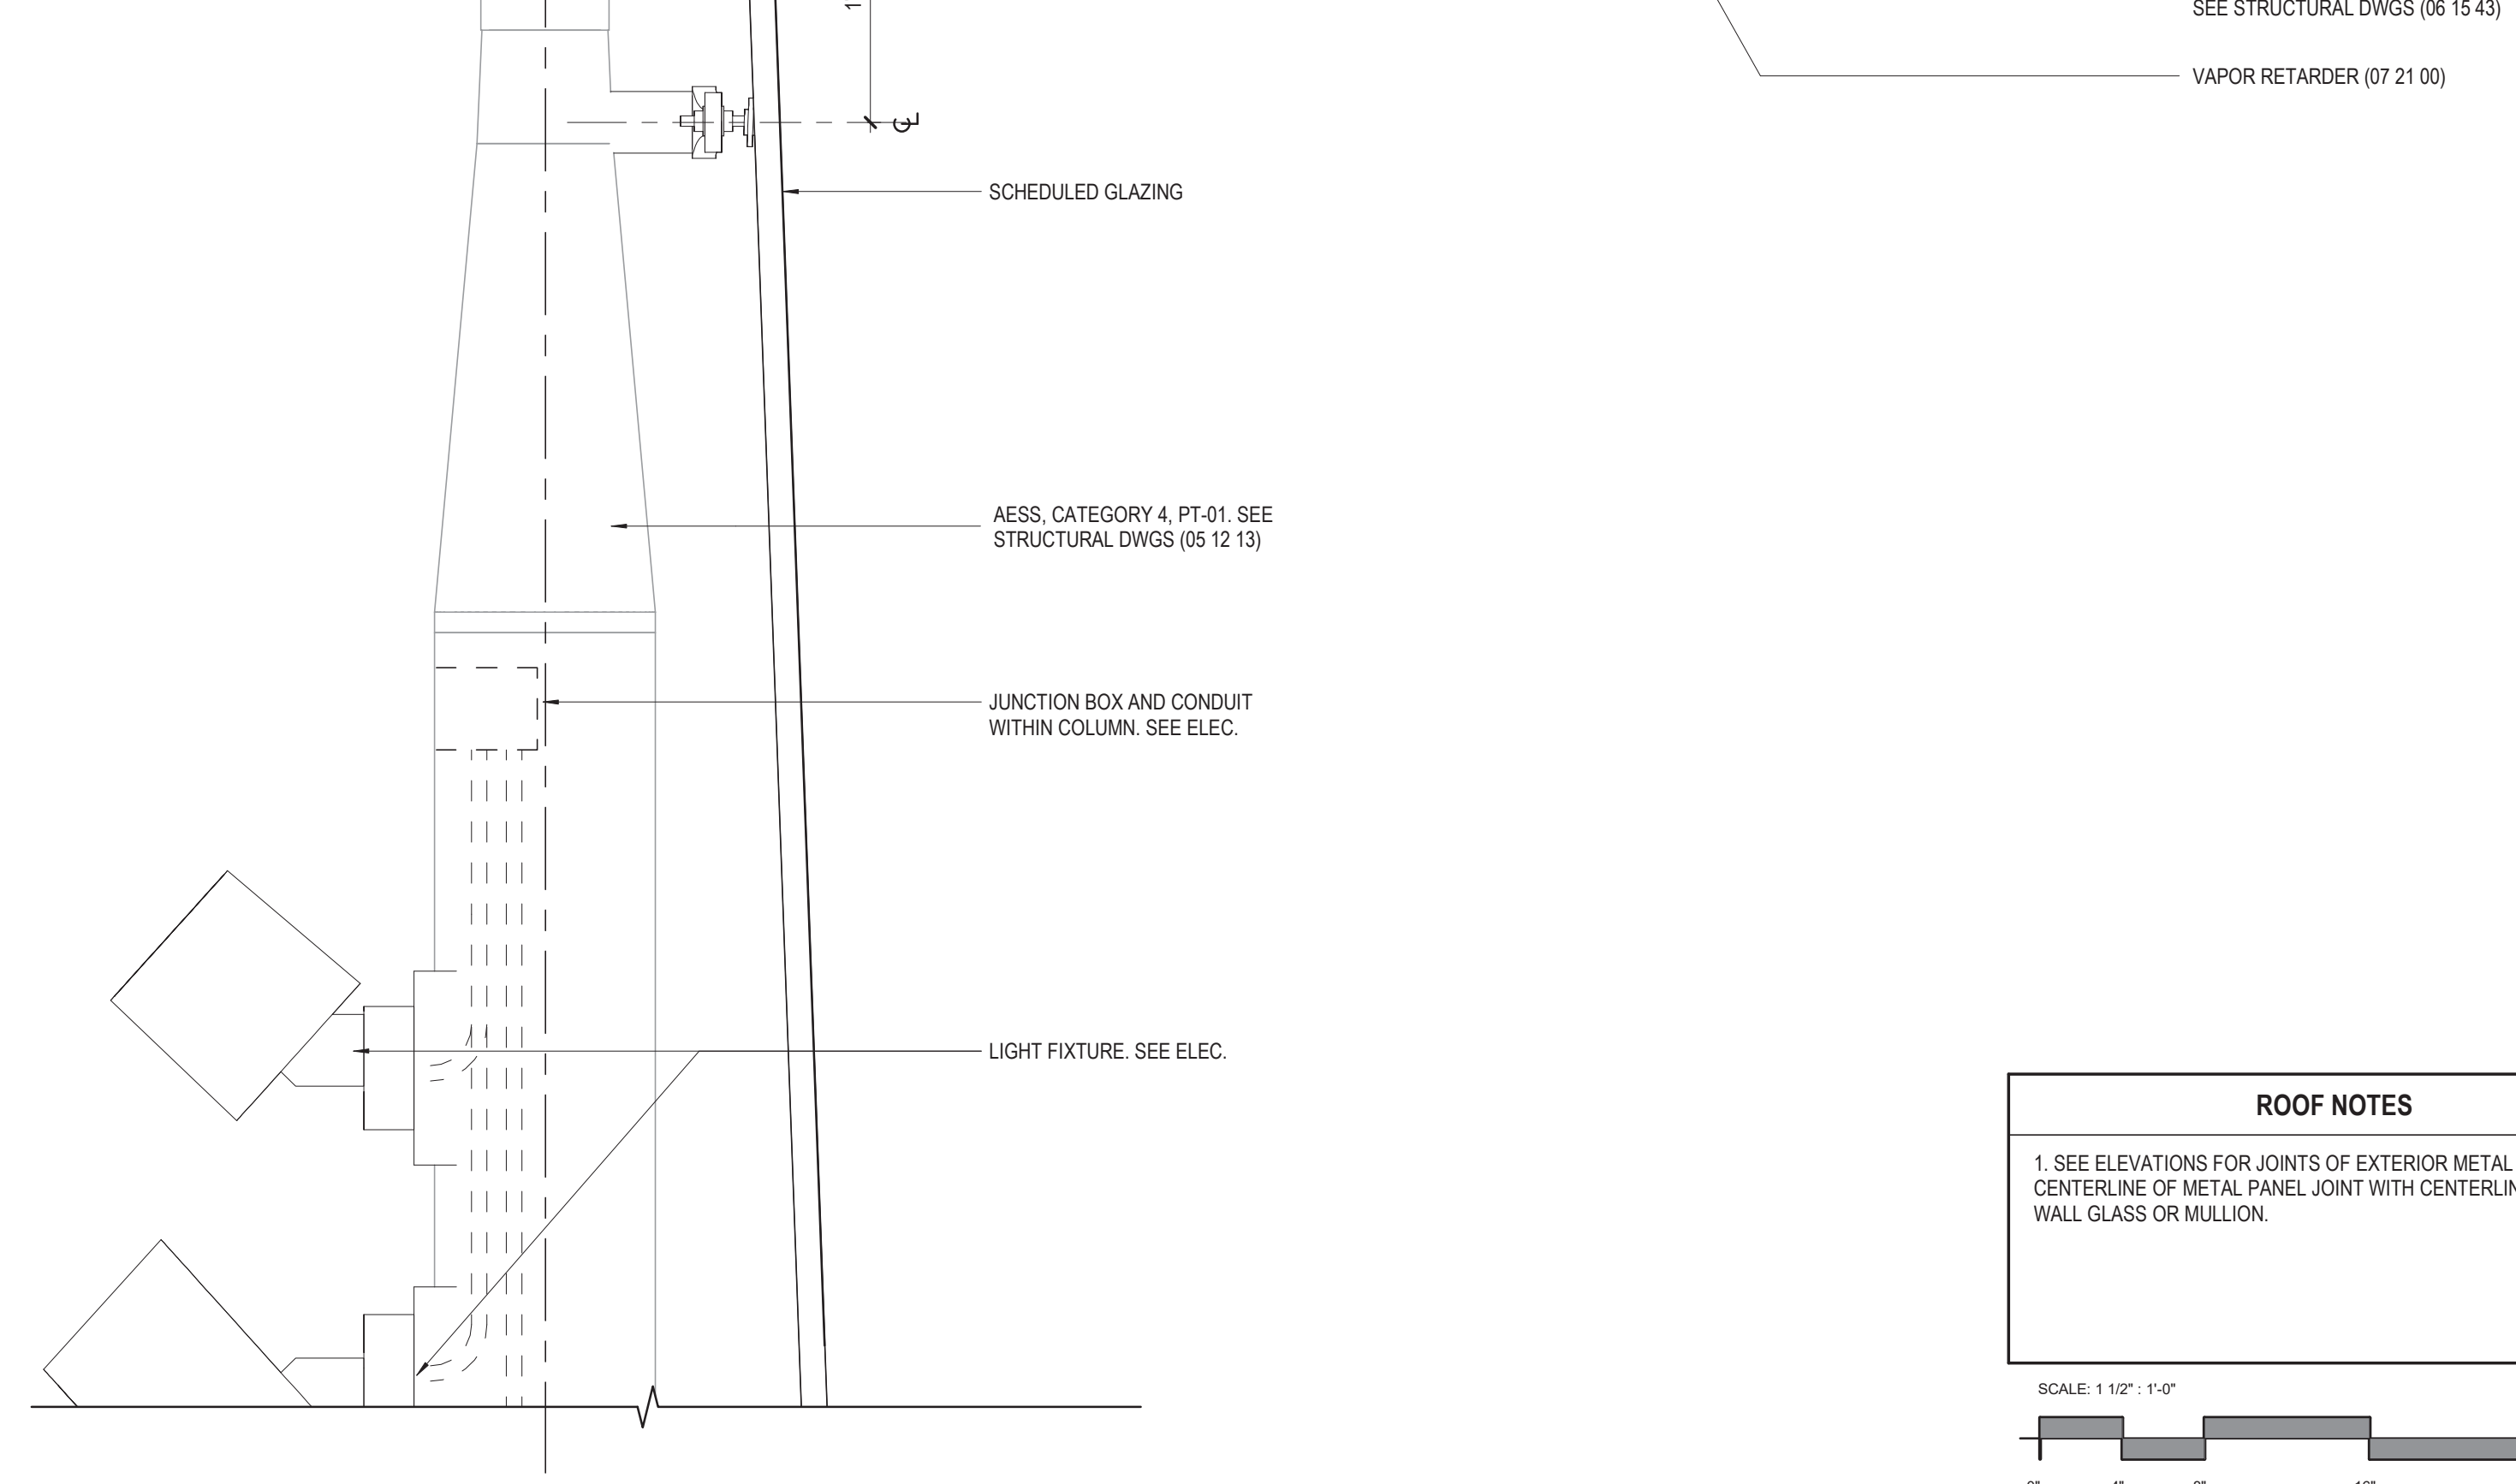 SEE STRUCTURAL DWGS (06 15 43)
VAPOR RETARDER (07 21 00)
1
CL
SCHEDULED GLAZING
AESS, CATEGORY 4, PT-01. SEE
STRUCTURAL DWGS (05 12 13)
JUNCTION BOX AND CONDUIT
WITHIN COLUMN. SEE ELEC.
LIGHT FIXTURE. SEE ELEC.
ROOF NOTES
1. SEE ELEVATIONS FOR JOINTS OF EXTERIOR METAL
CENTERLINE OF METAL PANEL JOINT WITH
WALL GLASS OR MULLION.
SCALE: 1 1/2" : 1'-0"